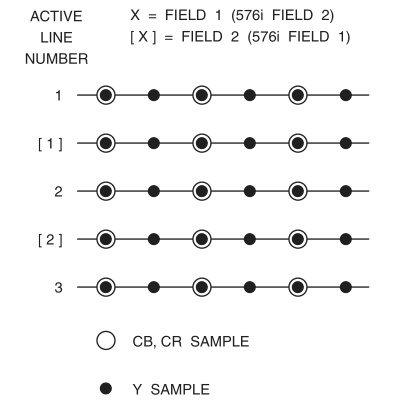 ACTIVE
LINE
NUMBER
X = FIELD 1 (576i FIELD 2)
[ X ] = FIELD 2 (576i FIELD 1)
1
[ 1 ]
2
[ 2 ]
3
CB, CR SAMPLE
Y SAMPLE